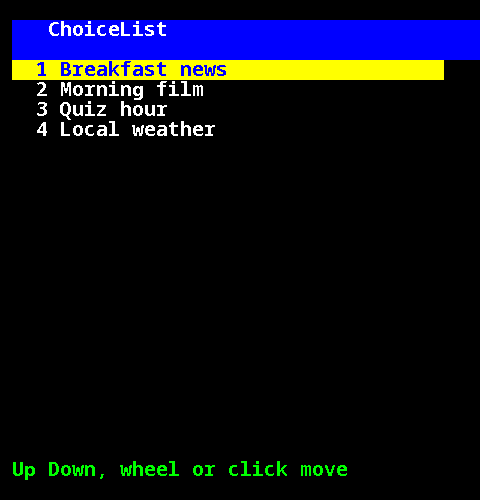 ChoiceList
1 Breakfast news
2 Morning film
3 Quiz hour
4 Local weather
Up Down, wheel or click move